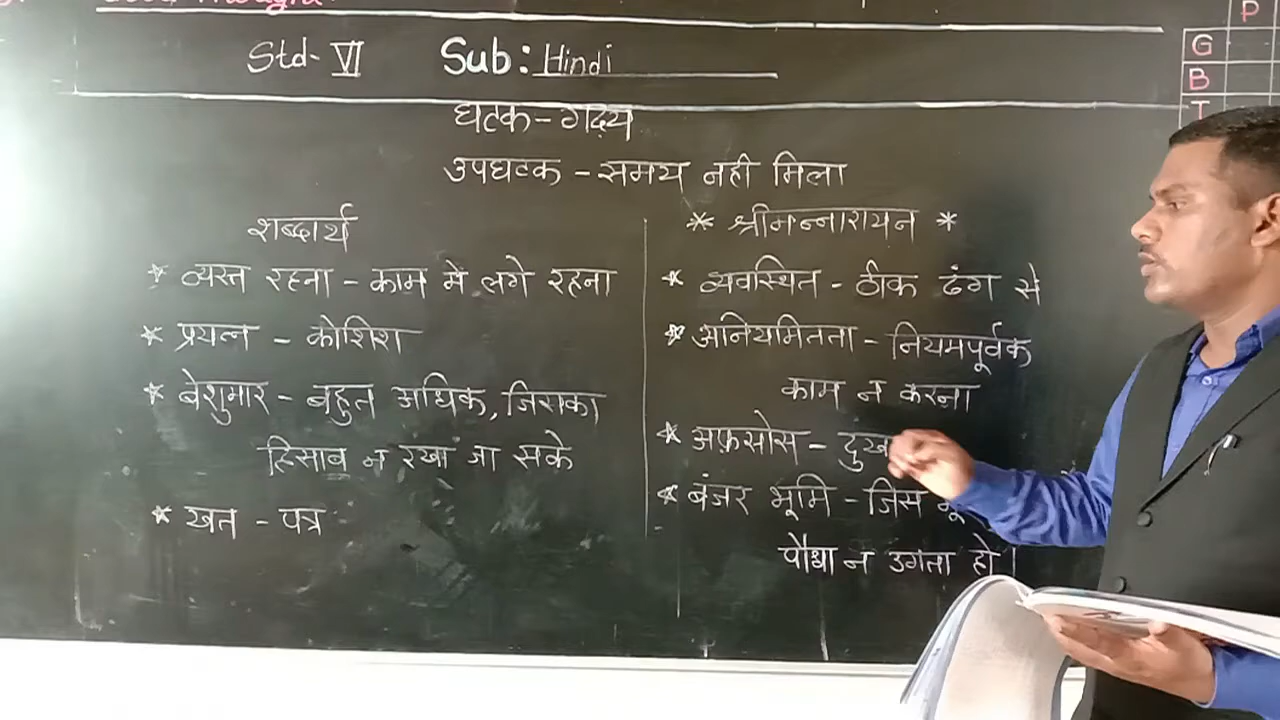 Std- VI Sub: Hindi
P
G
B
T
घटक - गद्य
उपघटक - समय नही मिला
शब्दार्थ
* व्यस्त रहना - काम में लगे रहना
* प्रयत्न - कोशिश
* बेशुमार - बहुत अधिक, जिसका
हिसाब न रखा जा सके
* खत - पत्र
* श्रीमन्नारायन *
* व्यवस्थित - ठीक ढंग से
* अनियमितता - नियमपूर्वक
काम न करना
* अफ़सोस - दुख
* बंजर भूमि - जिस
पौधा न उगता हो।